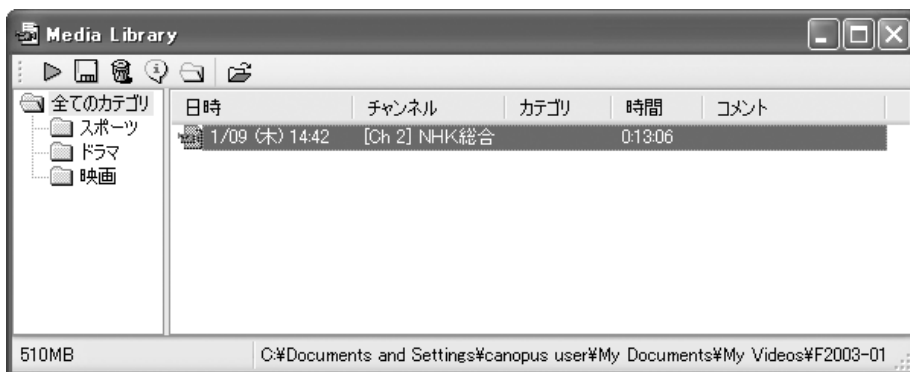 Media Library
全てのカテゴリ
スポーツ
ドラマ
映画
日時 チャンネル カテゴリ 時間 コメント
1/09 (木) 14:42 [Ch 2] NHK総合 0:13:06
510MB C:¥Documents and Settings¥canopus user¥My Documents¥My Videos¥F2003-01